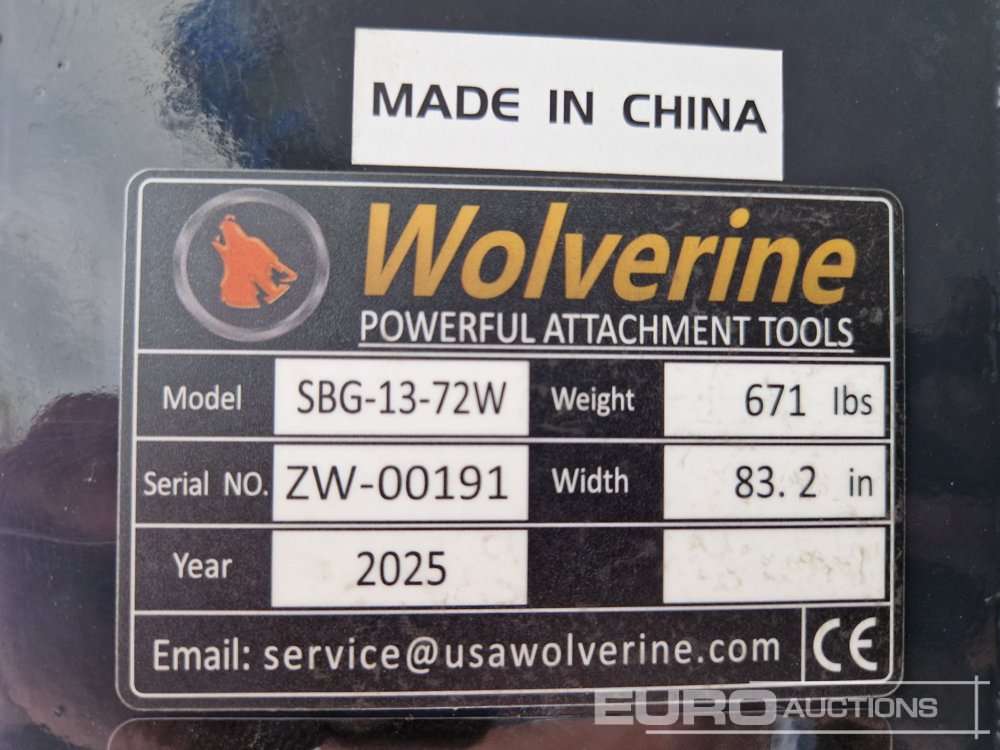 MADE IN CHINA
Wolverine
POWERFUL ATTACHMENT TOOLS
Model SBG-13-72W Weight 671 lbs
Serial NO. ZW-00191 Width 83.2 in
Year 2025
Email: service@usawolverine.com CE
EURO AUCTIONS